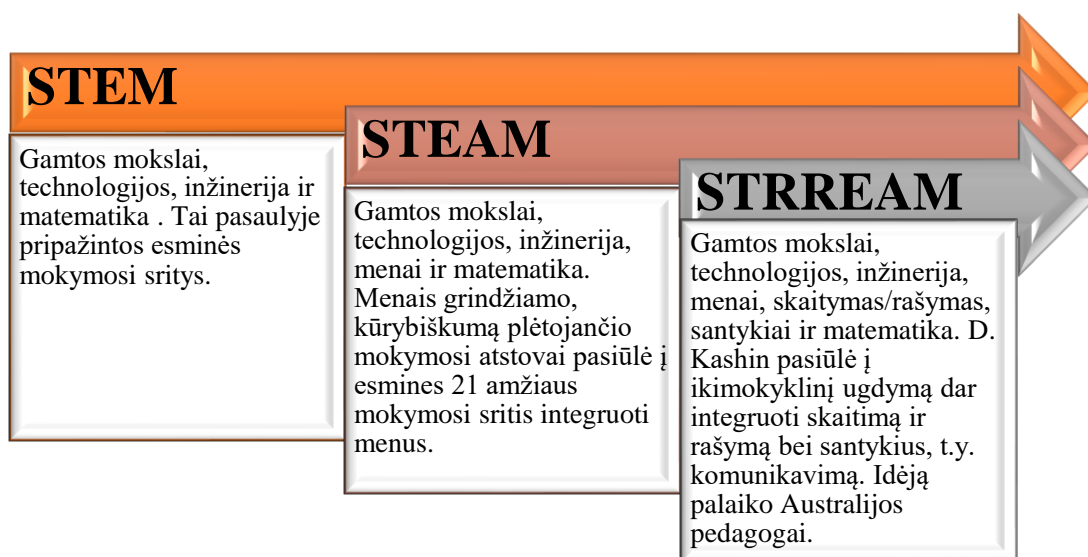 STEM
Gamtos mokslai,
technologijos, inžinerija ir
matematika . Tai pasaulyje
pripažintos esminės
mokymosi sritys.
STEAM
Gamtos mokslai,
technologijos, inžinerija,
menai ir matematika.
Menais grindžiamo,
kūrybiškumą plėtojančio
mokymosi atstovai pasiūlė į
esmines 21 amžiaus
mokymosi sritis integruoti
menus.
STRREAM
Gamtos mokslai,
technologijos, inžinerija,
menai, skaitymas/rašymas,
santykiai ir matematika. D.
Kashin pasiūlė į
ikimokyklinį ugdymą dar
integruoti skaitimą ir
rašymą bei santykius, t.y.
komunikavimą. Idėją
palaiko Australijos
pedagogai.